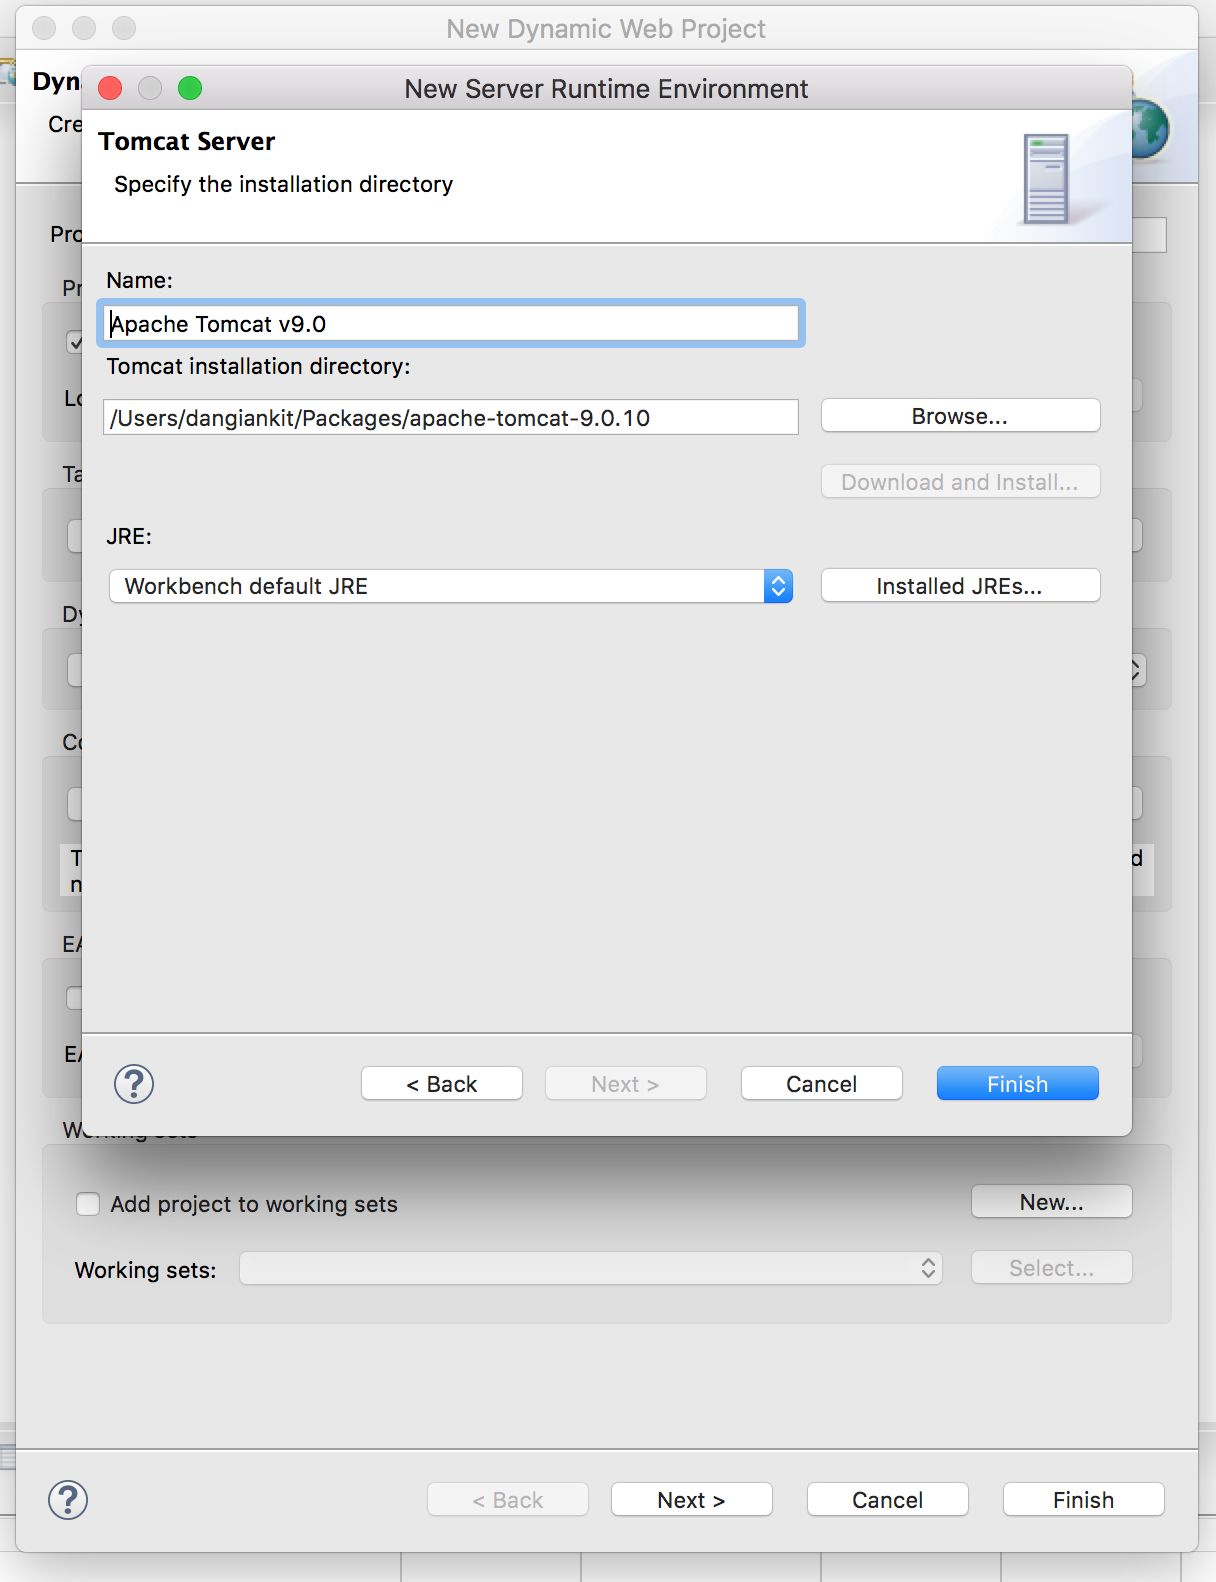 New Dynamic Web Project
Dyn
New Server Runtime Environment
Cre
Tomcat Server
Specify the installation directory
Pro
Name:
Pr
Apache Tomcat v9.0
Tomcat installation directory:
Lo
/Users/dangiankit/Packages/apache-tomcat-9.0.10
Browse...
Ta
Download and Install...
JRE:
Workbench default JRE
Installed JREs...
Dy
Co
T
d
n
EA
EA
? < Back Next > Cancel Finish
Working sets
Add project to working sets
New...
Working sets:
Select...
? < Back Next > Cancel Finish